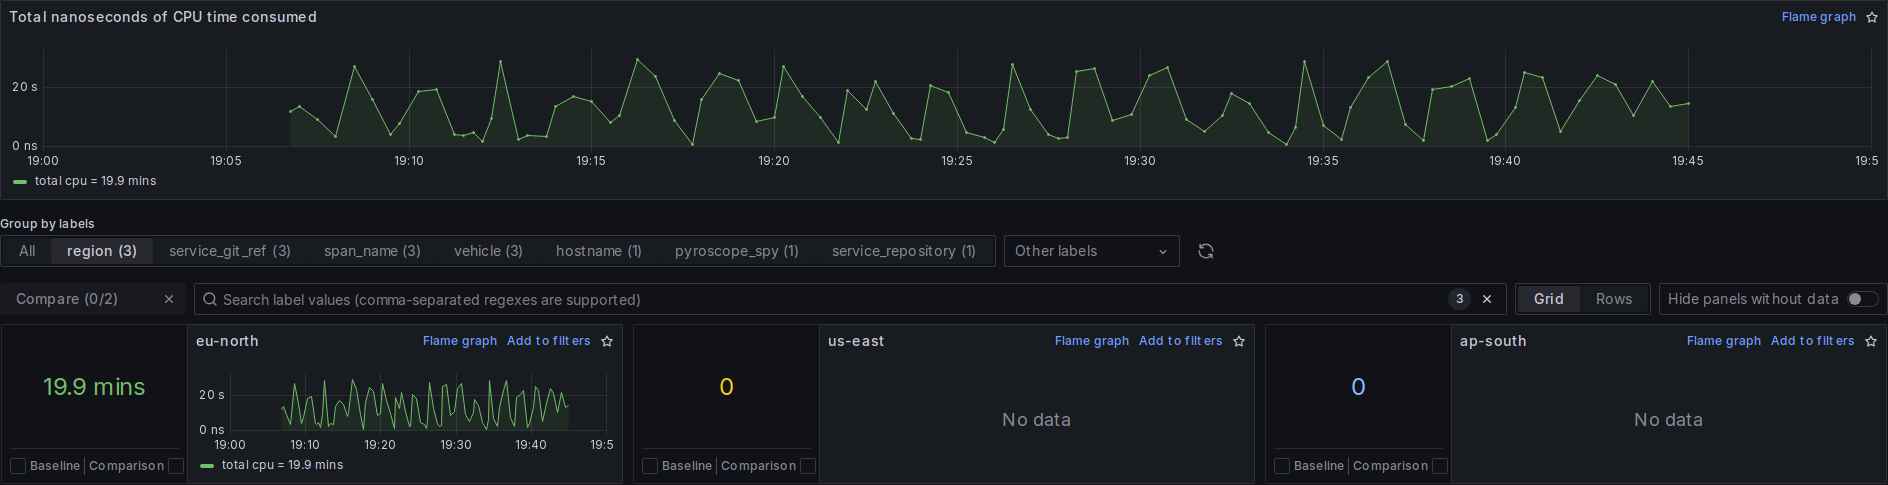 Total nanoseconds of CPU time consumed
Flame graph
20 s
0 ns
19:00 19:05 19:10 19:15 19:20 19:25 19:30 19:35 19:40 19:45 19:5
total cpu = 19.9 mins
Group by labels
All region (3) service_git_ref (3) span_name (3) vehicle (3) hostname (1) pyroscope_spy (1) service_repository (1) Other labels
Compare (0/2) Search label values (comma-separated regexes are supported) 3 Grid Rows Hide panels without data
eu-north Flame graph Add to filters
19.9 mins
20 s
0 ns
19:00 19:10 19:20 19:30 19:40 19:5
total cpu = 19.9 mins
Baseline Comparison
us-east Flame graph Add to filters
0
No data
Baseline Comparison
ap-south Flame graph Add to filters
0
No data
Baseline Comparison